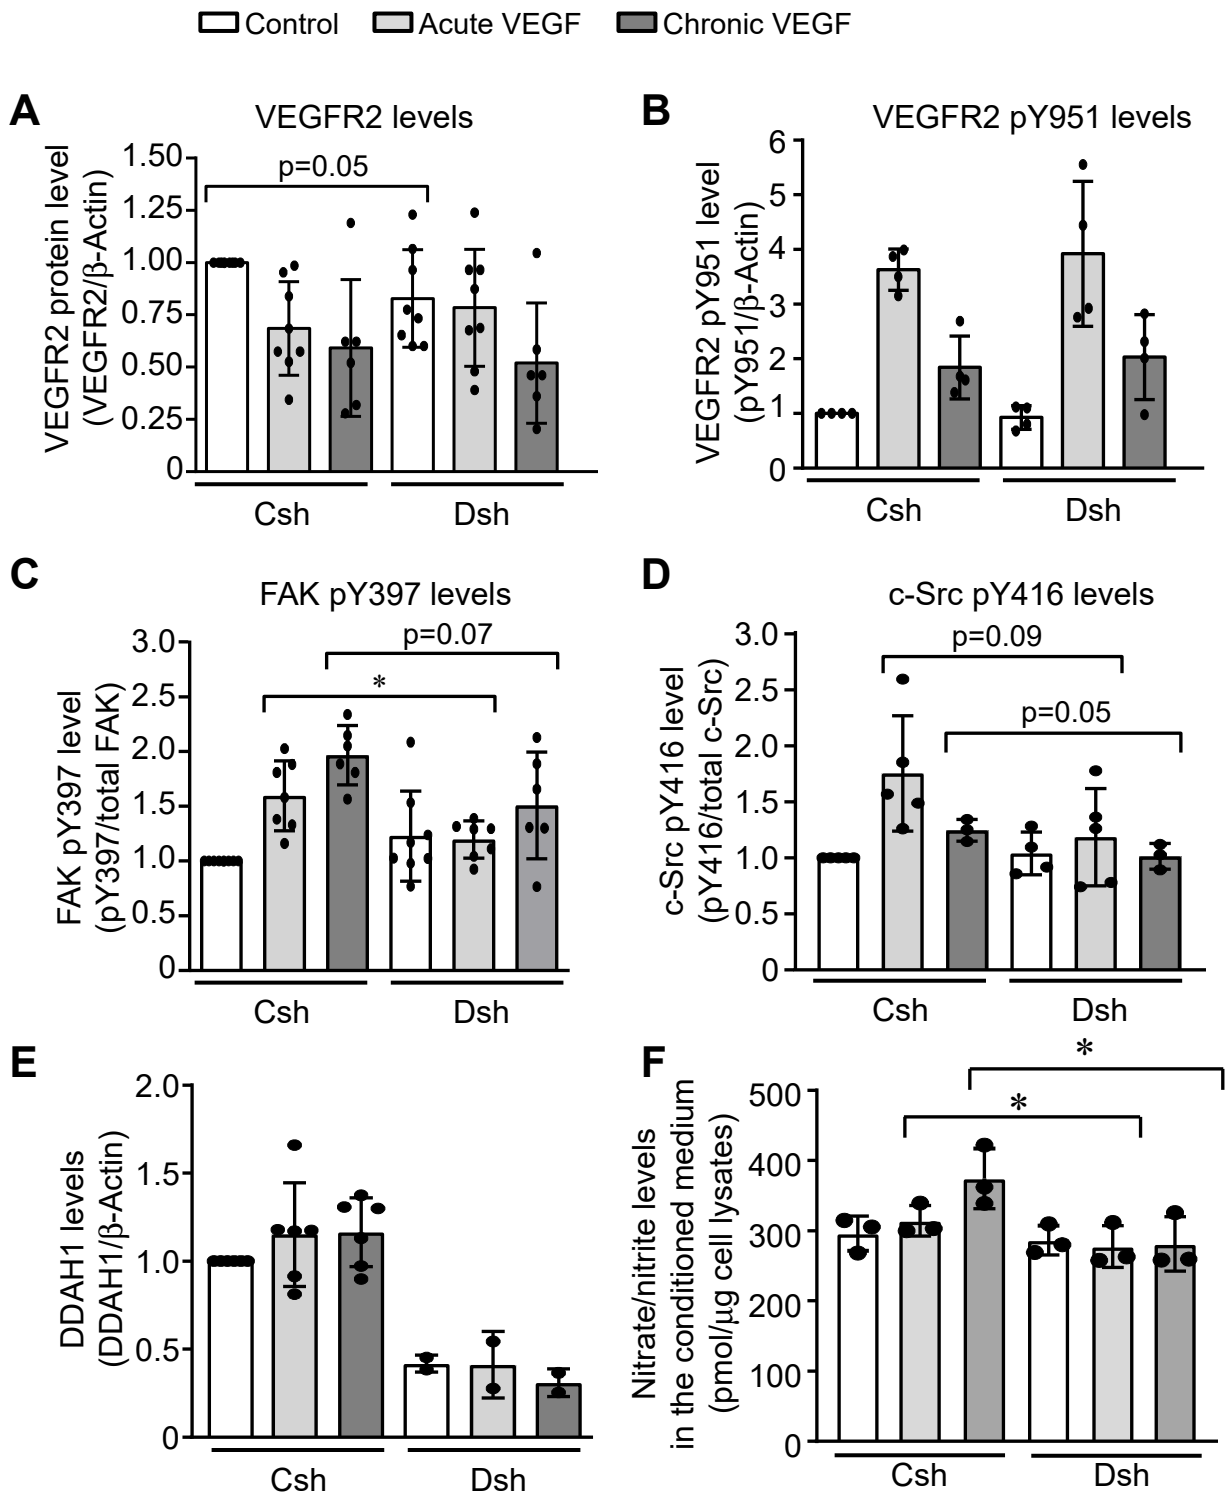 Control Acute VEGF Chronic VEGF
A
VEGFR2 levels
VEGFR2 protein level
(VEGFR2/β-Actin)
1.50
1.25
1.00
0.75
0.50
0.25
0
p=0.05
Csh Dsh
B
VEGFR2 pY951 levels
VEGFR2 pY951 level
(pY951/β-Actin)
6
5
4
3
2
1
0
Csh Dsh
C
FAK pY397 levels
FAK pY397 level
(pY397/total FAK)
3.0
2.5
2.0
1.5
1.0
0.5
0
p=0.07
*
Csh Dsh
D
c-Src pY416 levels
c-Src pY416 level
(pY416/total c-Src)
3.0
2.5
2.0
1.5
1.0
0.5
0
p=0.09
p=0.05
Csh Dsh
E
DDAH1 levels
(DDAH1/β-Actin)
2.0
1.5
1.0
0.5
0
Csh Dsh
F
Nitrate/nitrite levels
in the conditioned medium
(pmol/µg cell lysates)
500
400
300
200
100
0
*
*
Csh Dsh